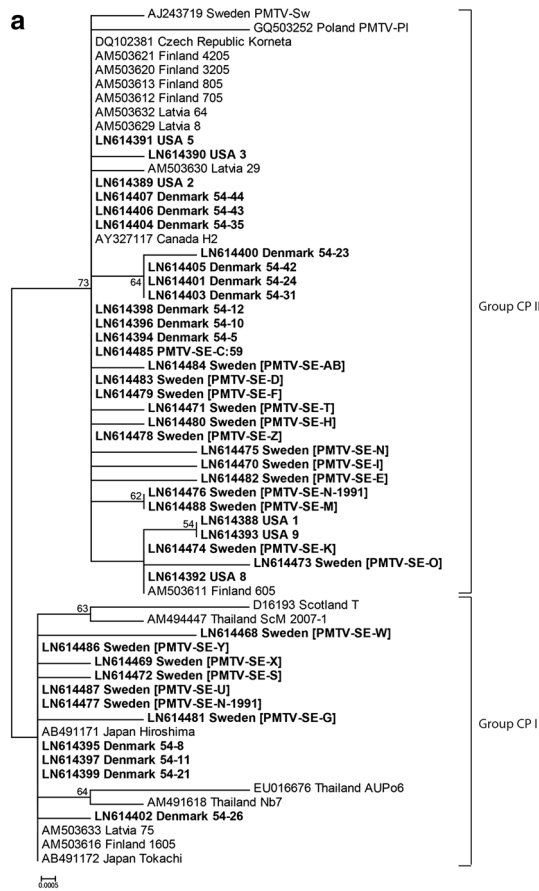 a
AJ243719 Sweden PMTV-Sw
GQ503252 Poland PMTV-Pl
DQ102381 Czech Republic Korneta
AM503621 Finland 4205
AM503620 Finland 3205
AM503613 Finland 805
AM503612 Finland 705
AM503632 Latvia 64
AM503629 Latvia 8
LN614391 USA 5
LN614390 USA 3
AM503630 Latvia 29
LN614389 USA 2
LN614407 Denmark 54-44
LN614406 Denmark 54-43
LN614404 Denmark 54-35
AY327117 Canada H2
LN614400 Denmark 54-23
LN614405 Denmark 54-42
73
64
LN614401 Denmark 54-24
LN614403 Denmark 54-31
Group CP II
LN614398 Denmark 54-12
LN614396 Denmark 54-10
LN614394 Denmark 54-5
LN614485 PMTV-SE-C:59
LN614484 Sweden [PMTV-SE-AB]
LN614483 Sweden [PMTV-SE-D]
LN614479 Sweden [PMTV-SE-F]
LN614471 Sweden [PMTV-SE-T]
LN614480 Sweden [PMTV-SE-H]
LN614478 Sweden [PMTV-SE-Z]
LN614475 Sweden [PMTV-SE-N]
LN614470 Sweden [PMTV-SE-I]
LN614482 Sweden [PMTV-SE-E]
62
LN614476 Sweden [PMTV-SE-N-1991]
LN614488 Sweden [PMTV-SE-M]
54
LN614388 USA 1
LN614393 USA 9
LN614474 Sweden [PMTV-SE-K]
LN614473 Sweden [PMTV-SE-O]
LN614392 USA 8
AM503611 Finland 605
63
D16193 Scotland T
AM494447 Thailand ScM 2007-1
LN614468 Sweden [PMTV-SE-W]
LN614486 Sweden [PMTV-SE-Y]
LN614469 Sweden [PMTV-SE-X]
LN614472 Sweden [PMTV-SE-S]
LN614487 Sweden [PMTV-SE-U]
LN614477 Sweden [PMTV-SE-N-1991]
LN614481 Sweden [PMTV-SE-G]
Group CP I
AB491171 Japan Hiroshima
LN614395 Denmark 54-8
LN614397 Denmark 54-11
LN614399 Denmark 54-21
64
EU016676 Thailand AUPo6
AM491618 Thailand Nb7
LN614402 Denmark 54-26
AM503633 Latvia 75
AM503616 Finland 1605
AB491172 Japan Tokachi
0.0005